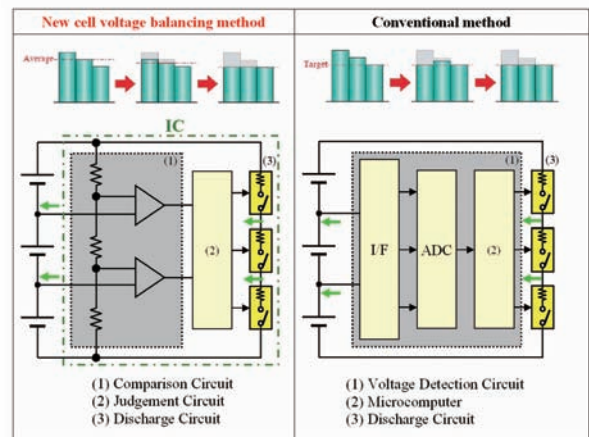 New cell voltage balancing method
Conventional method
Average
Target
IC
(1)
(3)
(2)
(1)
(3)
I/F
ADC
(2)
(1) Comparison Circuit
(2) Judgement Circuit
(3) Discharge Circuit
(1) Voltage Detection Circuit
(2) Microcomputer
(3) Discharge Circuit